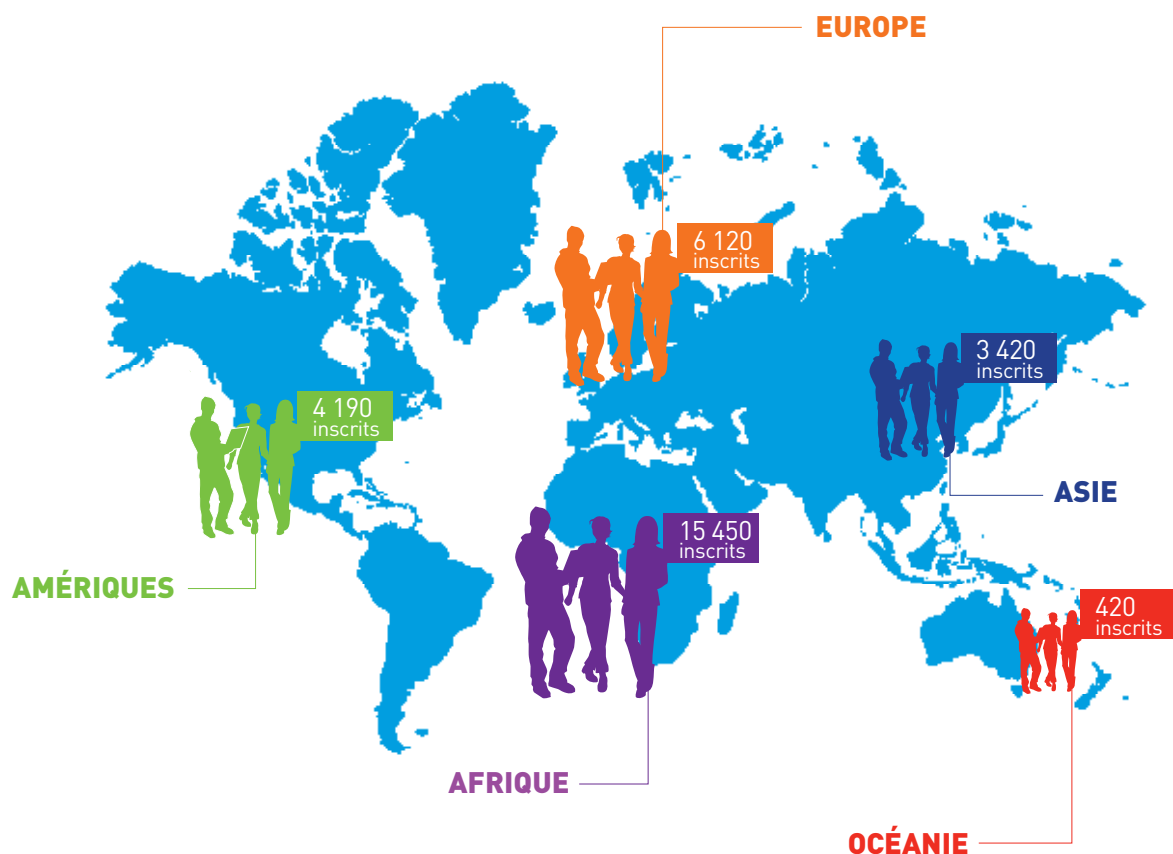 EUROPE
6 120
inscrits
3 420
inscrits
4 190
inscrits
ASIE
15 450
inscrits
AMÉRIQUES
420
inscrits
AFRIQUE
OCÉANIE